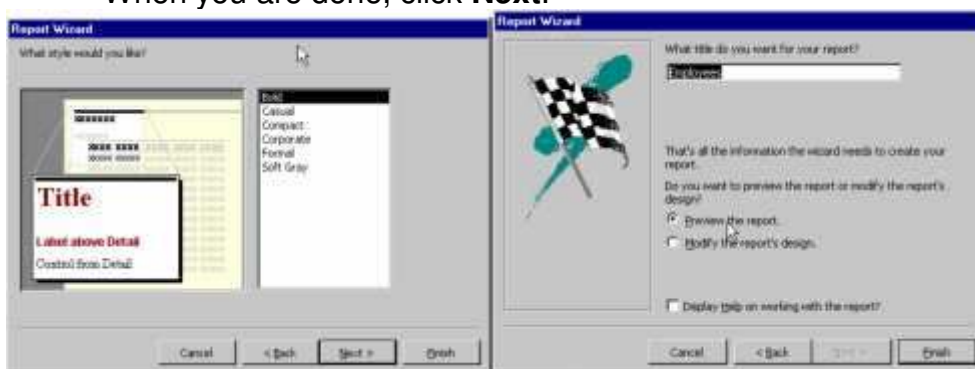 When you are done, click Next.
Report Wizard
What style would you like?
Title
Label above Detail
Control from Detail
Bold
Casual
Compact
Corporate
Formal
Soft Gray
Cancel
< Back
Next >
Finish
Report Wizard
What title do you want for your report?
Employees
That's all the information the wizard needs to create your
report.
Do you want to preview the report or modify the report's
design?
Preview the report.
Modify the report's design.
Display Help on working with the report?
Cancel
< Back
Next >
Finish